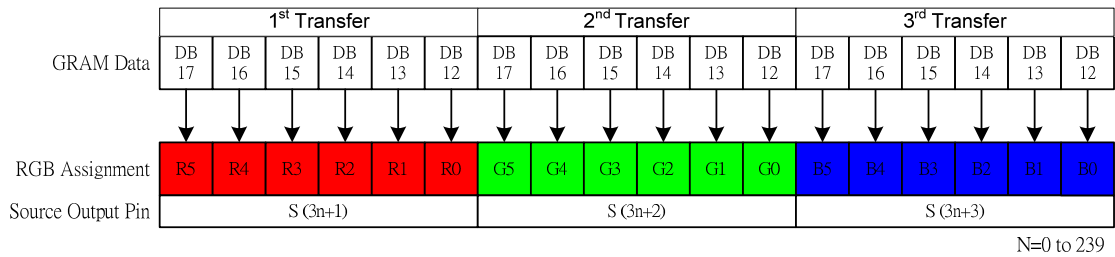 1st Transfer 2nd Transfer 3rd Transfer
GRAM Data DB 17 DB 16 DB 15 DB 14 DB 13 DB 12 DB 17 DB 16 DB 15 DB 14 DB 13 DB 12 DB 17 DB 16 DB 15 DB 14 DB 13 DB 12
RGB Assignment R5 R4 R3 R2 R1 R0 G5 G4 G3 G2 G1 G0 B5 B4 B3 B2 B1 B0
Source Output Pin S (3n+1) S (3n+2) S (3n+3)
N=0 to 239